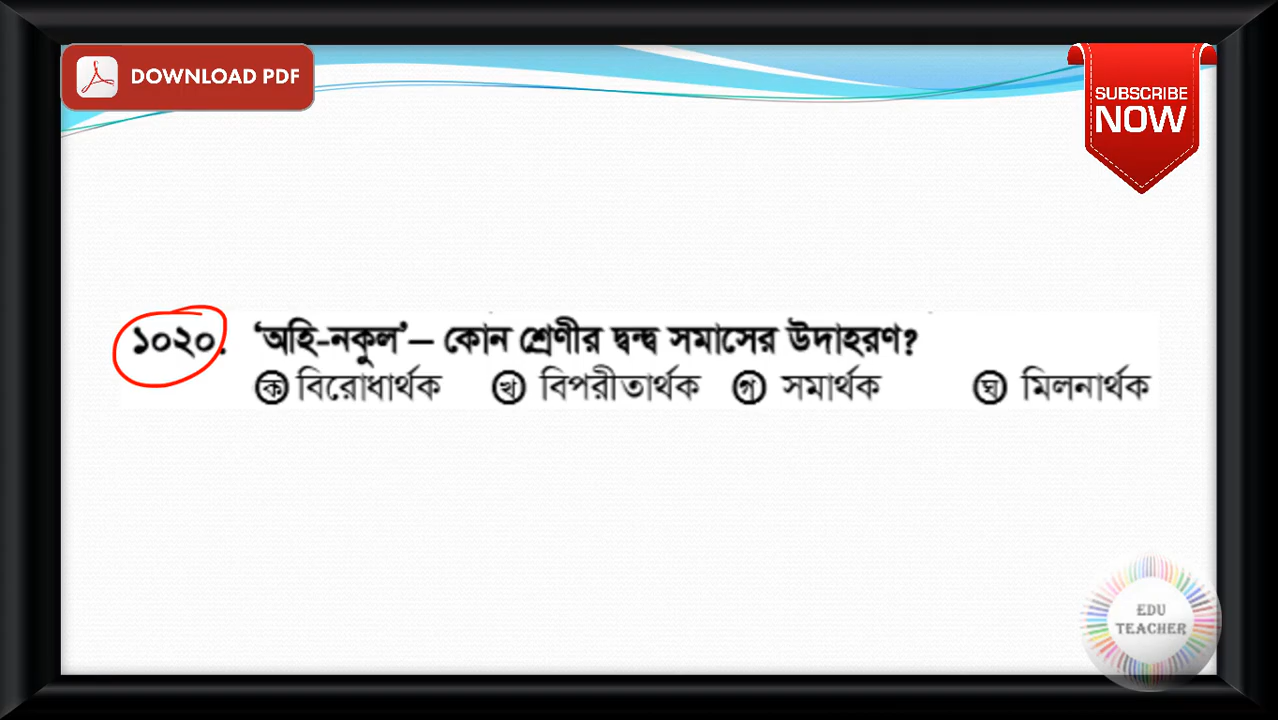 DOWNLOAD PDF
SUBSCRIBE
NOW
১০২০. ‘অহি-নকুল’– কোন শ্রেণীর দ্বন্দ্ব সমাসের উদাহরণ?
ক বিরোধার্থক খ বিপরীতার্থক গ সমার্থক ঘ মিলনার্থক
EDU
TEACHER